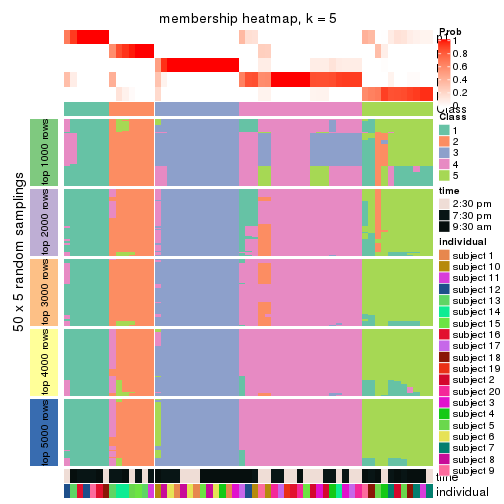 membership heatmap, k = 5
50 x 5 random samplings
top 1000 rows
top 2000 rows
top 3000 rows
top 4000 rows
top 5000 rows
Prob
1
0.8
0.6
0.4
0.2
0
Class
Class
1
2
3
4
5
time
2:30 pm
7:30 pm
9:30 am
individual
subject 1
subject 10
subject 11
subject 12
subject 13
subject 14
subject 15
subject 16
subject 17
subject 18
subject 19
subject 2
subject 20
subject 3
subject 4
subject 5
subject 6
subject 7
subject 8
subject 9
time
individual